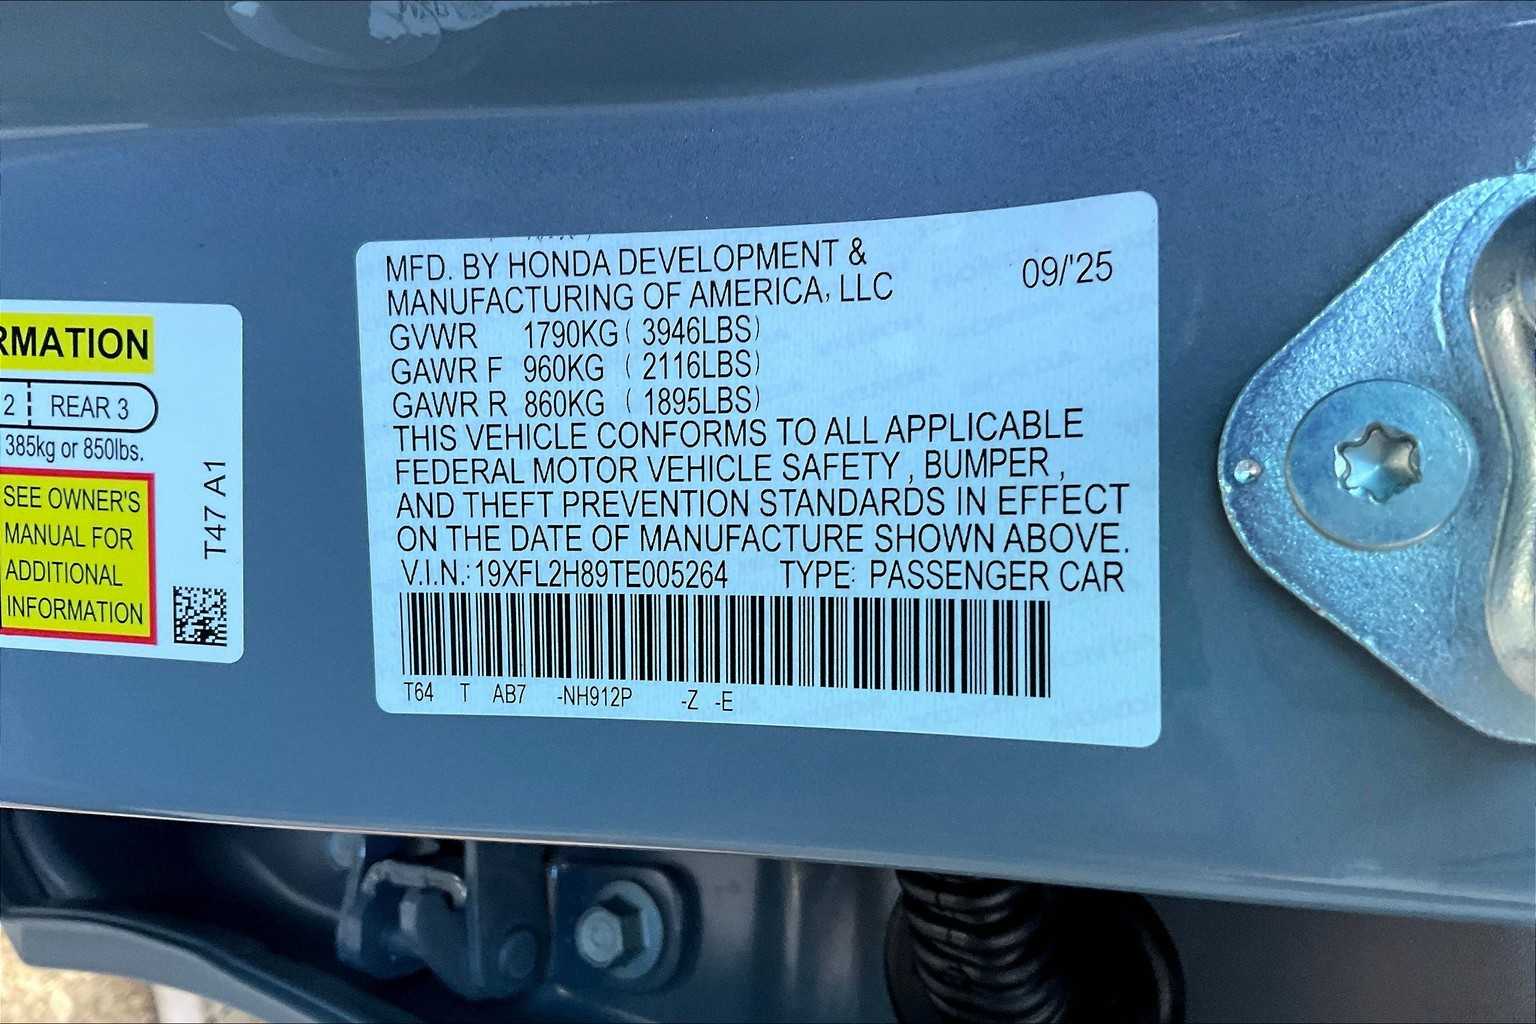 RMATION
2 REAR 3
385kg or 850lbs.
SEE OWNER'S
MANUAL FOR
ADDITIONAL
INFORMATION
T47 A1
MFD. BY HONDA DEVELOPMENT &
MANUFACTURING OF AMERICA, LLC
09/'25
GVWR 1790KG ( 3946LBS)
GAWR F 960KG ( 2116LBS)
GAWR R 860KG ( 1895LBS)
THIS VEHICLE CONFORMS TO ALL APPLICABLE
FEDERAL MOTOR VEHICLE SAFETY , BUMPER ,
AND THEFT PREVENTION STANDARDS IN EFFECT
ON THE DATE OF MANUFACTURE SHOWN ABOVE.
V.I.N.: 19XFL2H89TE005264 TYPE: PASSENGER CAR
T64 T AB7 -NH912P -Z -E